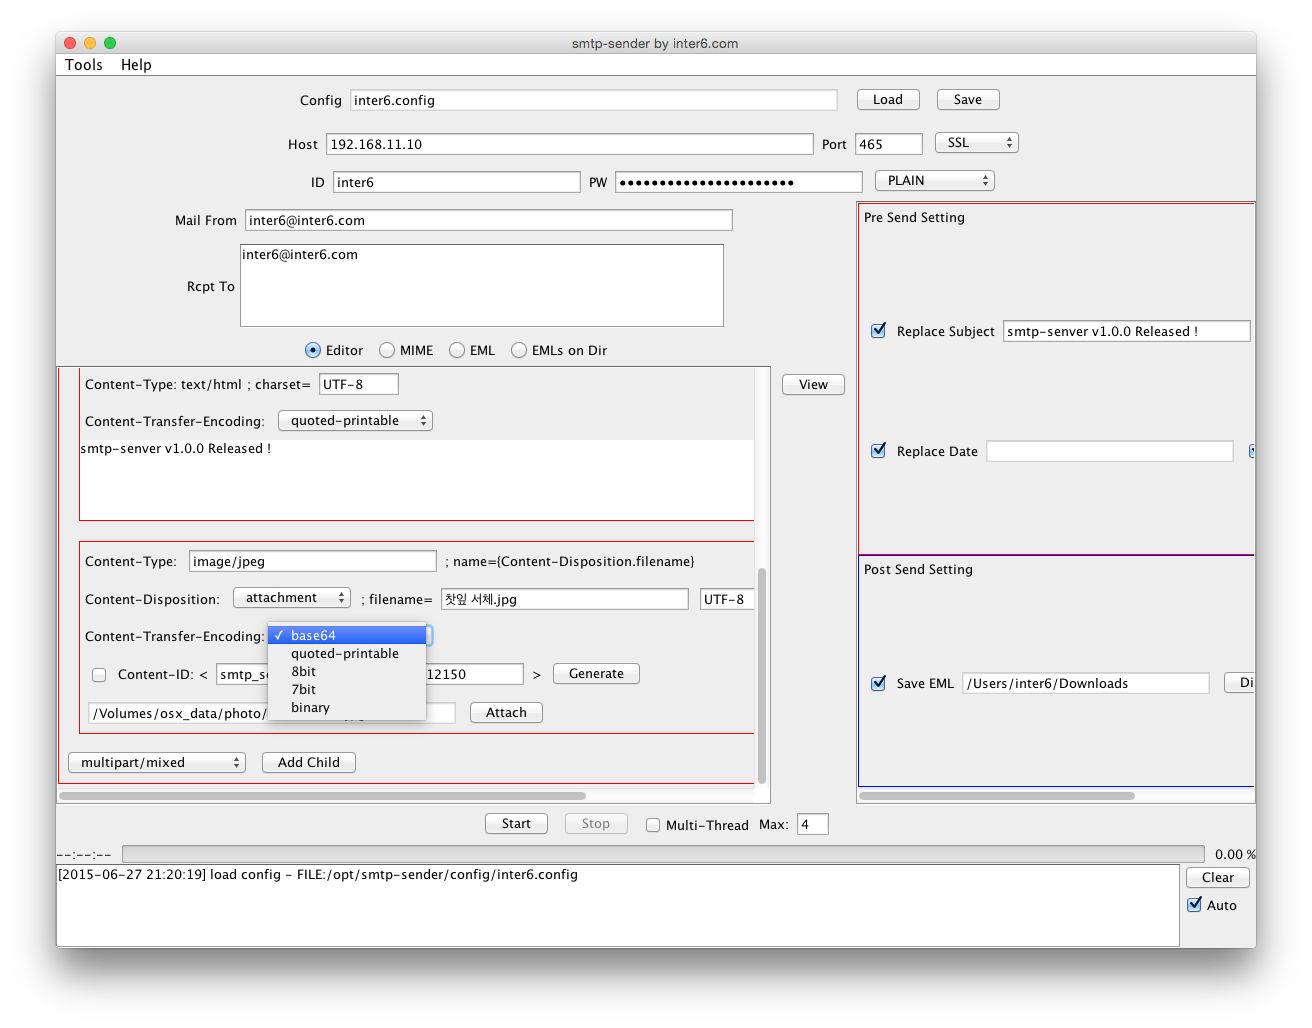 smtp-sender by inter6.com
Tools Help
Config inter6.config Load Save
Host 192.168.11.10 Port 465 SSL
ID inter6 PW ●●●●●●●●●●●●●●●●●●●●●● PLAIN
Mail From inter6@inter6.com
Rcpt To inter6@inter6.com
Editor MIME EML EMLs on Dir
Content-Type: text/html ; charset= UTF-8
View
Content-Transfer-Encoding: quoted-printable
smtp-senver v1.0.0 Released !
Content-Type: image/jpeg ; name={Content-Disposition.filename}
Content-Disposition: attachment ; filename= 찻잎 서체.jpg UTF-8
Content-Transfer-Encoding: ✓ base64
quoted-printable
8bit
7bit
binary
Content-ID: < 12150 > Generate
/Volumes/osx_data/photo/ Attach
multipart/mixed Add Child
Pre Send Setting
Replace Subject smtp-senver v1.0.0 Released !
Replace Date
Post Send Setting
Save EML /Users/inter6/Downloads Di
Start Stop Multi-Thread Max: 4
--:--:-- 0.00 %
[2015-06-27 21:20:19] load config - FILE:/opt/smtp-sender/config/inter6.config
Clear
Auto